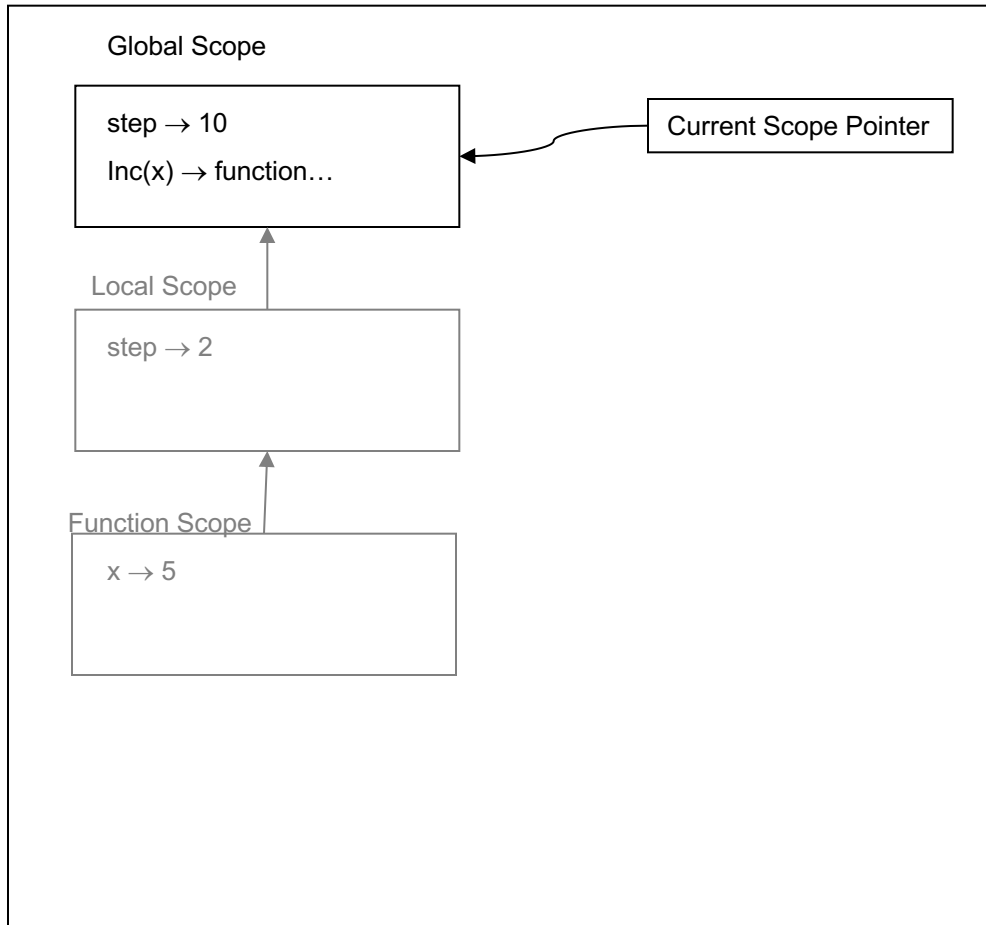 Global Scope
step → 10
Inc(x) → function…
Current Scope Pointer
Local Scope
step → 2
Function Scope
x → 5